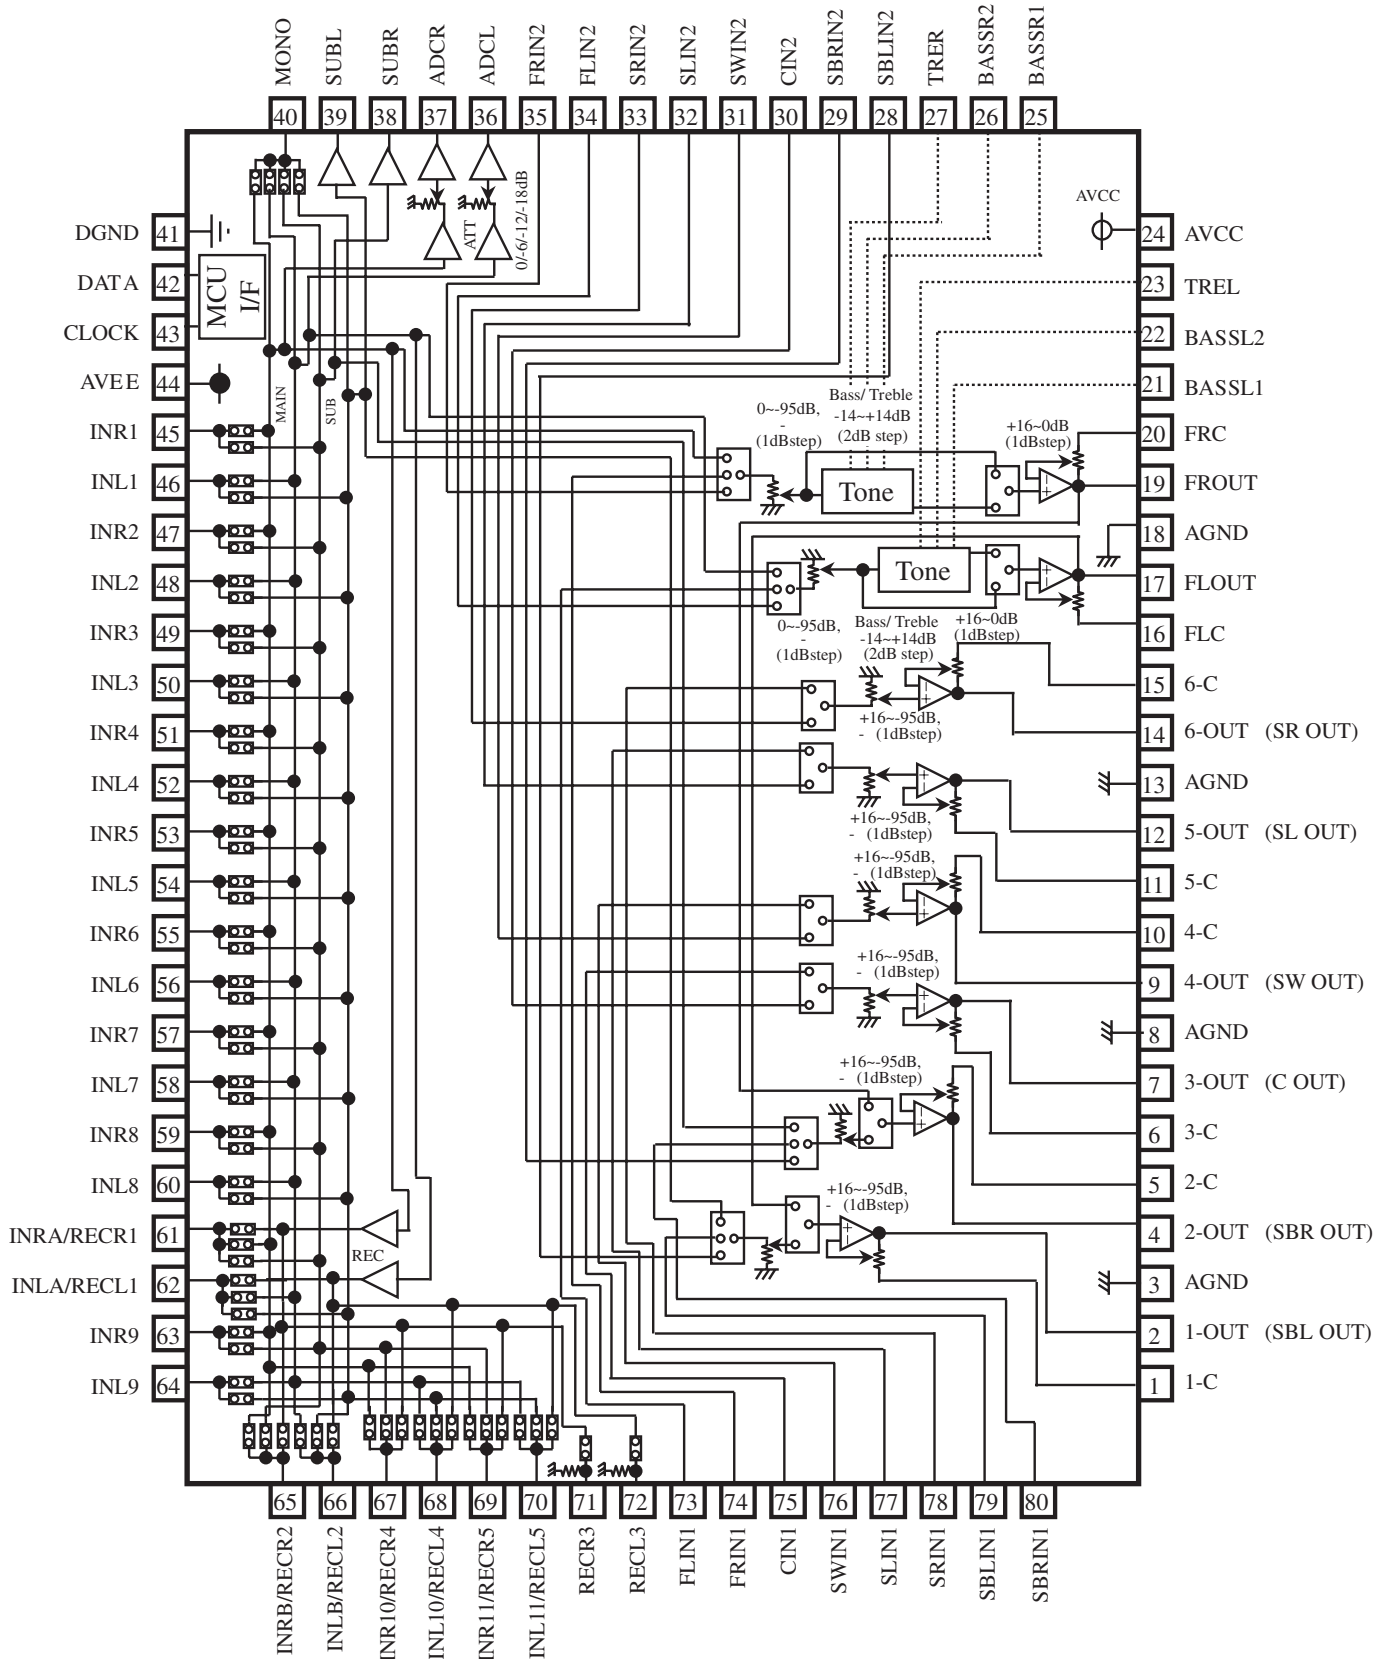 MONO
SUBL
SUBR
ADCR
ADCL
FRIN2
FLIN2
SRIN2
SLIN2
SWIN2
CIN2
SBRIN2
SBLIN2
TRER
BASSR2
BASSR1
40
39
38
37
36
35
34
33
32
31
30
29
28
27
26
25
DGND 41
DATA 42
CLOCK 43
AVEE 44
INR1 45
INL1 46
INR2 47
INL2 48
INR3 49
INL3 50
INR4 51
INL4 52
INR5 53
INL5 54
INR6 55
INL6 56
INR7 57
INL7 58
INR8 59
INL8 60
INRA/RECR1 61
INLA/RECL1 62
INR9 63
INL9 64
MCU
I/F
MAIN
SUB
ATT
0/-6/-12/-18dB
REC
AVCC
0~-95dB,
-
(1dBstep)
Bass/ Treble
-14~+14dB
(2dB step)
Tone
+16~0dB
(1dBstep)
Tone
0~-95dB,
-
(1dBstep)
Bass/ Treble
-14~+14dB
(2dB step)
+16~0dB
(1dBstep)
+16~-95dB,
- (1dBstep)
+16~-95dB,
- (1dBstep)
+16~-95dB,
- (1dBstep)
+16~-95dB,
- (1dBstep)
+16~-95dB,
- (1dBstep)
+16~-95dB,
- (1dBstep)
24 AVCC
23 TREL
22 BASSL2
21 BASSL1
20 FRC
19 FROUT
18 AGND
17 FLOUT
16 FLC
15 6-C
14 6-OUT (SR OUT)
13 AGND
12 5-OUT (SL OUT)
11 5-C
10 4-C
9 4-OUT (SW OUT)
8 AGND
7 3-OUT (C OUT)
6 3-C
5 2-C
4 2-OUT (SBR OUT)
3 AGND
2 1-OUT (SBL OUT)
1 1-C
65
66
67
68
69
70
71
72
73
74
75
76
77
78
79
80
INRB/RECR2
INLB/RECL2
INR10/RECR4
INL10/RECL4
INR11/RECR5
INL11/RECL5
RECR3
RECL3
FLIN1
FRIN1
CIN1
SWIN1
SLIN1
SRIN1
SBLIN1
SBRIN1